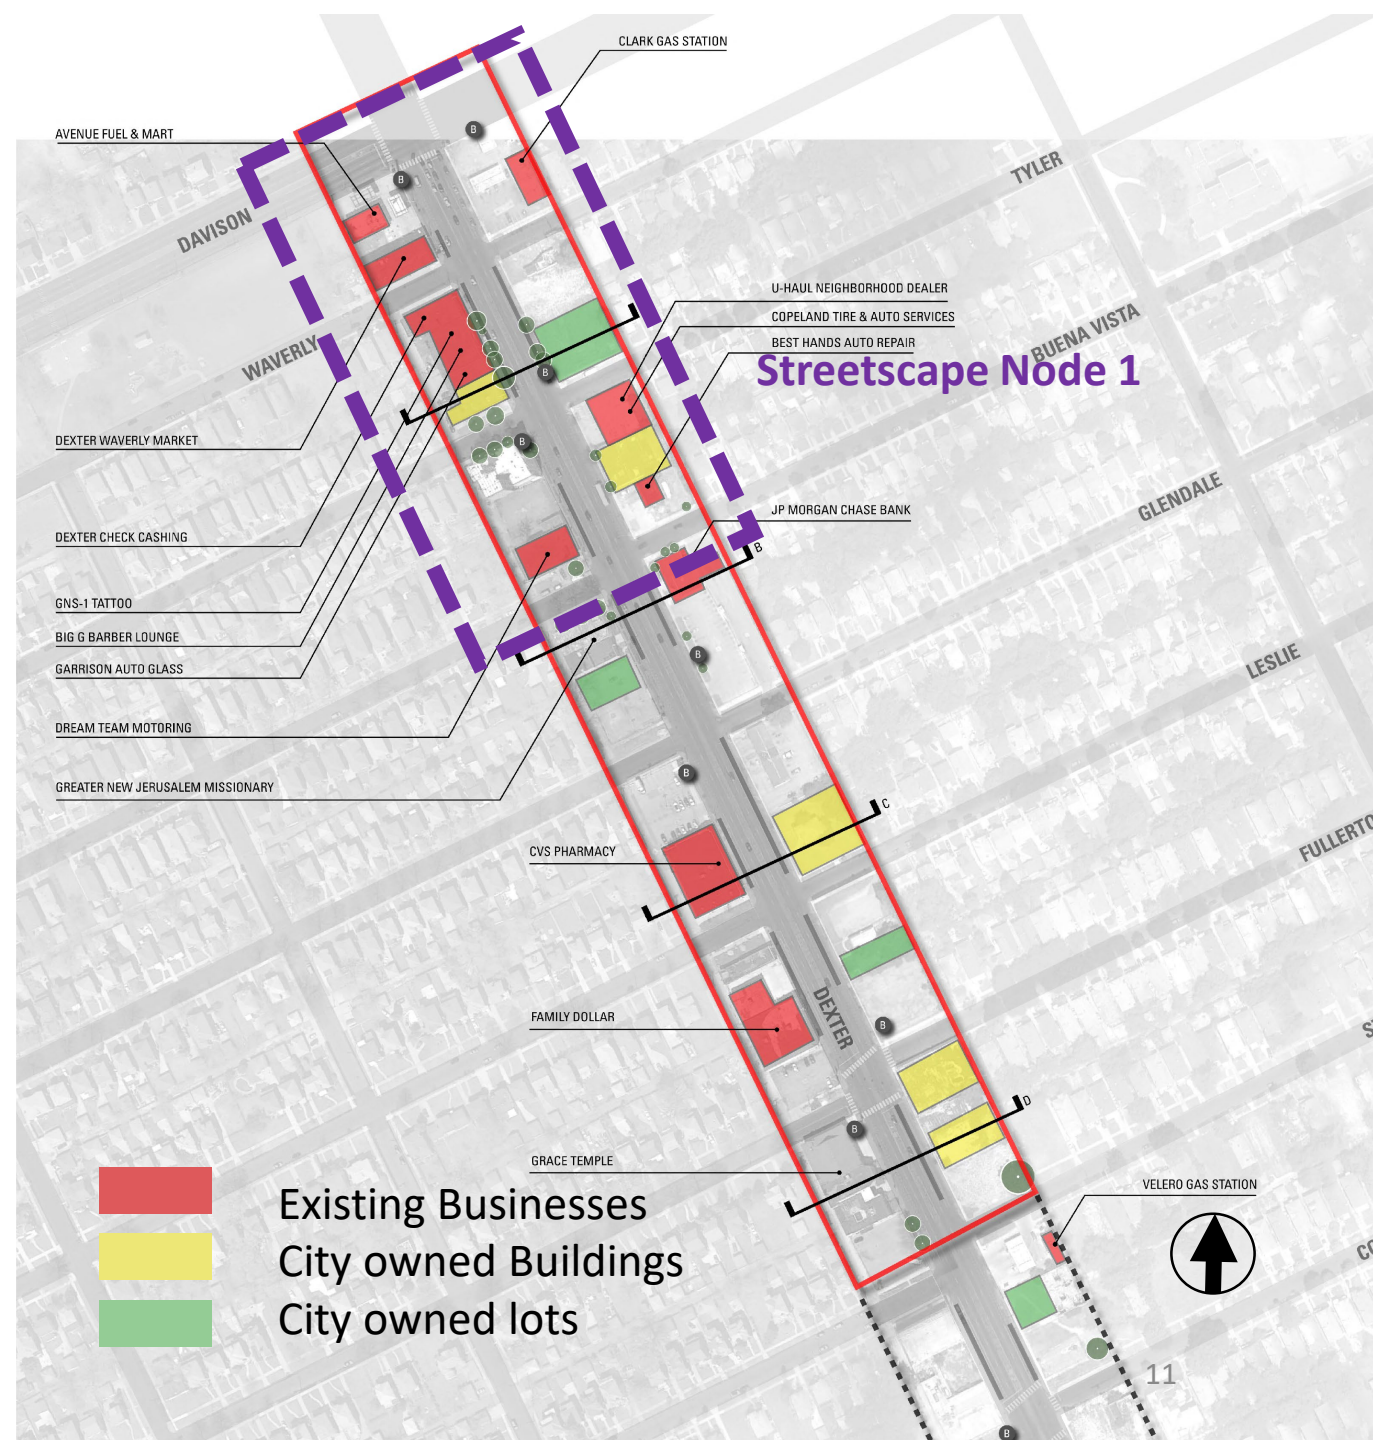 CLARK GAS STATION
B
AVENUE FUEL & MART
TYLER
B
DAVISON
U-HAUL NEIGHBORHOOD DEALER
COPELAND TIRE & AUTO SERVICES
BUENA VISTA
BEST HANDS AUTO REPAIR
WAVERLY
Streetscape Node 1
B
DEXTER WAVERLY MARKET
B
GLENDALE
JP MORGAN CHASE BANK
DEXTER CHECK CASHING
B
GNS-1 TATTOO
BIG G BARBER LOUNGE
B
LESLIE
GARRISON AUTO GLASS
DREAM TEAM MOTORING
B
GREATER NEW JERUSALEM MISSIONARY
C
FULLERTO
CVS PHARMACY
FAMILY DOLLAR
DEXTER
B
S
D
B
GRACE TEMPLE
VELERO GAS STATION
Existing Businesses
City owned Buildings
CO
City owned lots
11
B